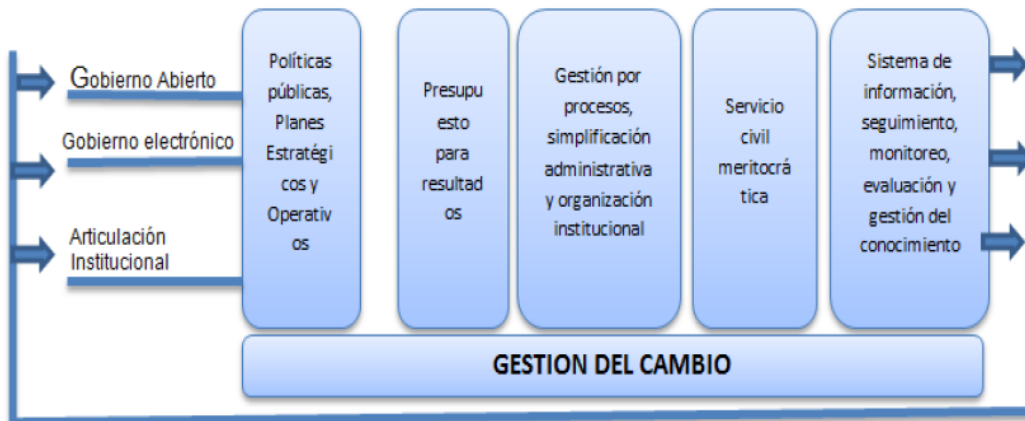 Gobierno Abierto
Gobierno electrónico
Articulación
Institucional
Políticas
públicas,
Planes
Estratégi
cos y
Operativ
os
Presupu
esto
para
resultad
os
Gestión por
procesos,
simplificación
administrativa
y organización
institucional
Servicio
civil
meritocrá
tica
Sistema de
información,
seguimiento,
monitoreo,
evaluación y
gestión del
conocimiento
GESTION DEL CAMBIO